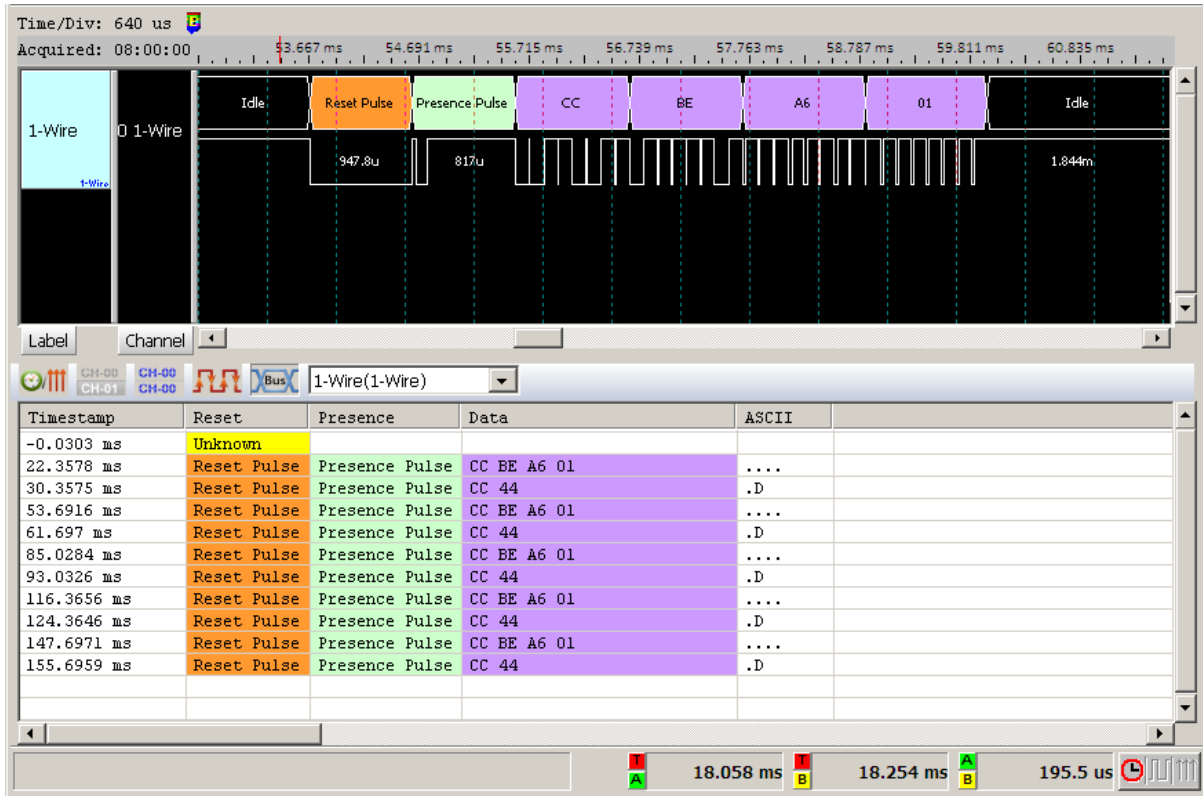 Time/Div: 640 us
Acquired: 08:00:00 53.667 ms 54.691 ms 55.715 ms 56.739 ms 57.763 ms 58.787 ms 59.811 ms 60.835 ms
Idle Reset Pulse Presence Pulse CC BE A6 01 Idle
1-Wire 0 1-Wire
947.8u 817u 1.844m
1-Wire
Label Channel
CH-00 CH-00 Bus 1-Wire(1-Wire)
CH-01 CH-00
Timestamp Reset Presence Data ASCII
-0.0303 ms Unknown
22.3578 ms Reset Pulse Presence Pulse CC BE A6 01 ....
30.3575 ms Reset Pulse Presence Pulse CC 44 .D
53.6916 ms Reset Pulse Presence Pulse CC BE A6 01 ....
61.697 ms Reset Pulse Presence Pulse CC 44 .D
85.0284 ms Reset Pulse Presence Pulse CC BE A6 01 ....
93.0326 ms Reset Pulse Presence Pulse CC 44 .D
116.3656 ms Reset Pulse Presence Pulse CC BE A6 01 ....
124.3646 ms Reset Pulse Presence Pulse CC 44 .D
147.6971 ms Reset Pulse Presence Pulse CC BE A6 01 ....
155.6959 ms Reset Pulse Presence Pulse CC 44 .D
T A 18.058 ms T B 18.254 ms A B 195.5 us